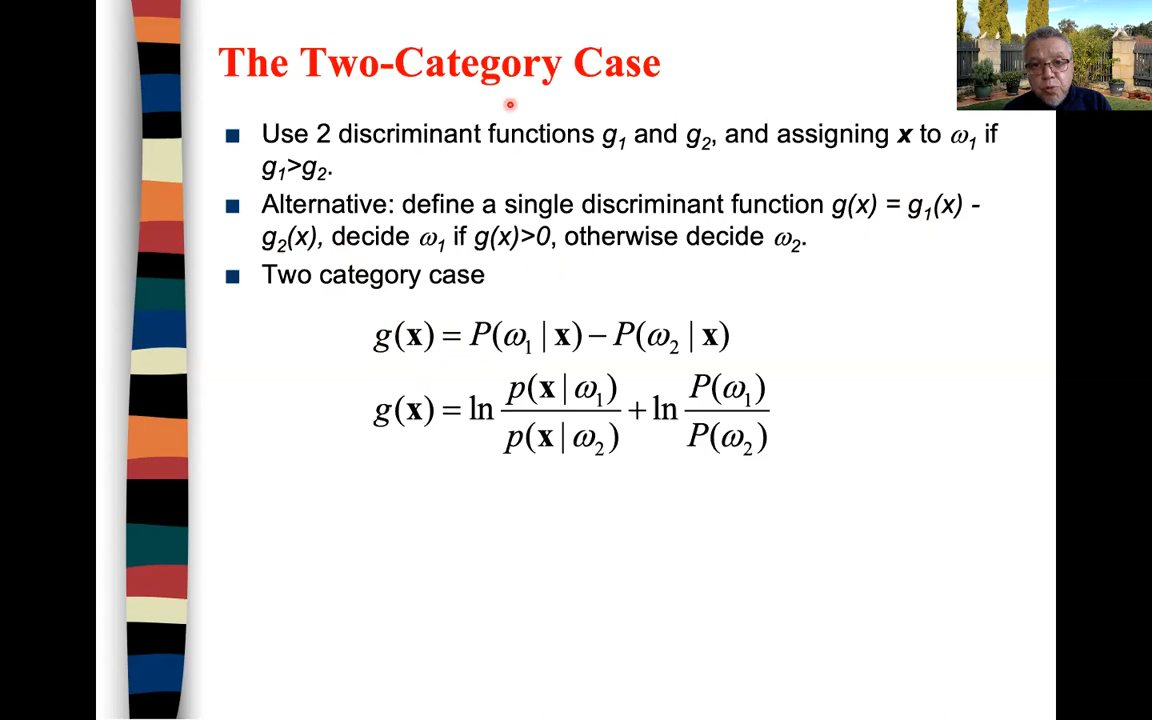 The Two-Category Case
Use 2 discriminant functions g₁ and g₂, and assigning x to ω₁ if
g₁>g₂.
Alternative: define a single discriminant function g(x) = g₁(x) -
g₂(x), decide ω₁ if g(x)>0, otherwise decide ω₂.
Two category case
g(x) = P(ω₁ | x) − P(ω₂ | x)
g(x) = ln p(x | ω₁) / p(x | ω₂) + ln P(ω₁) / P(ω₂)